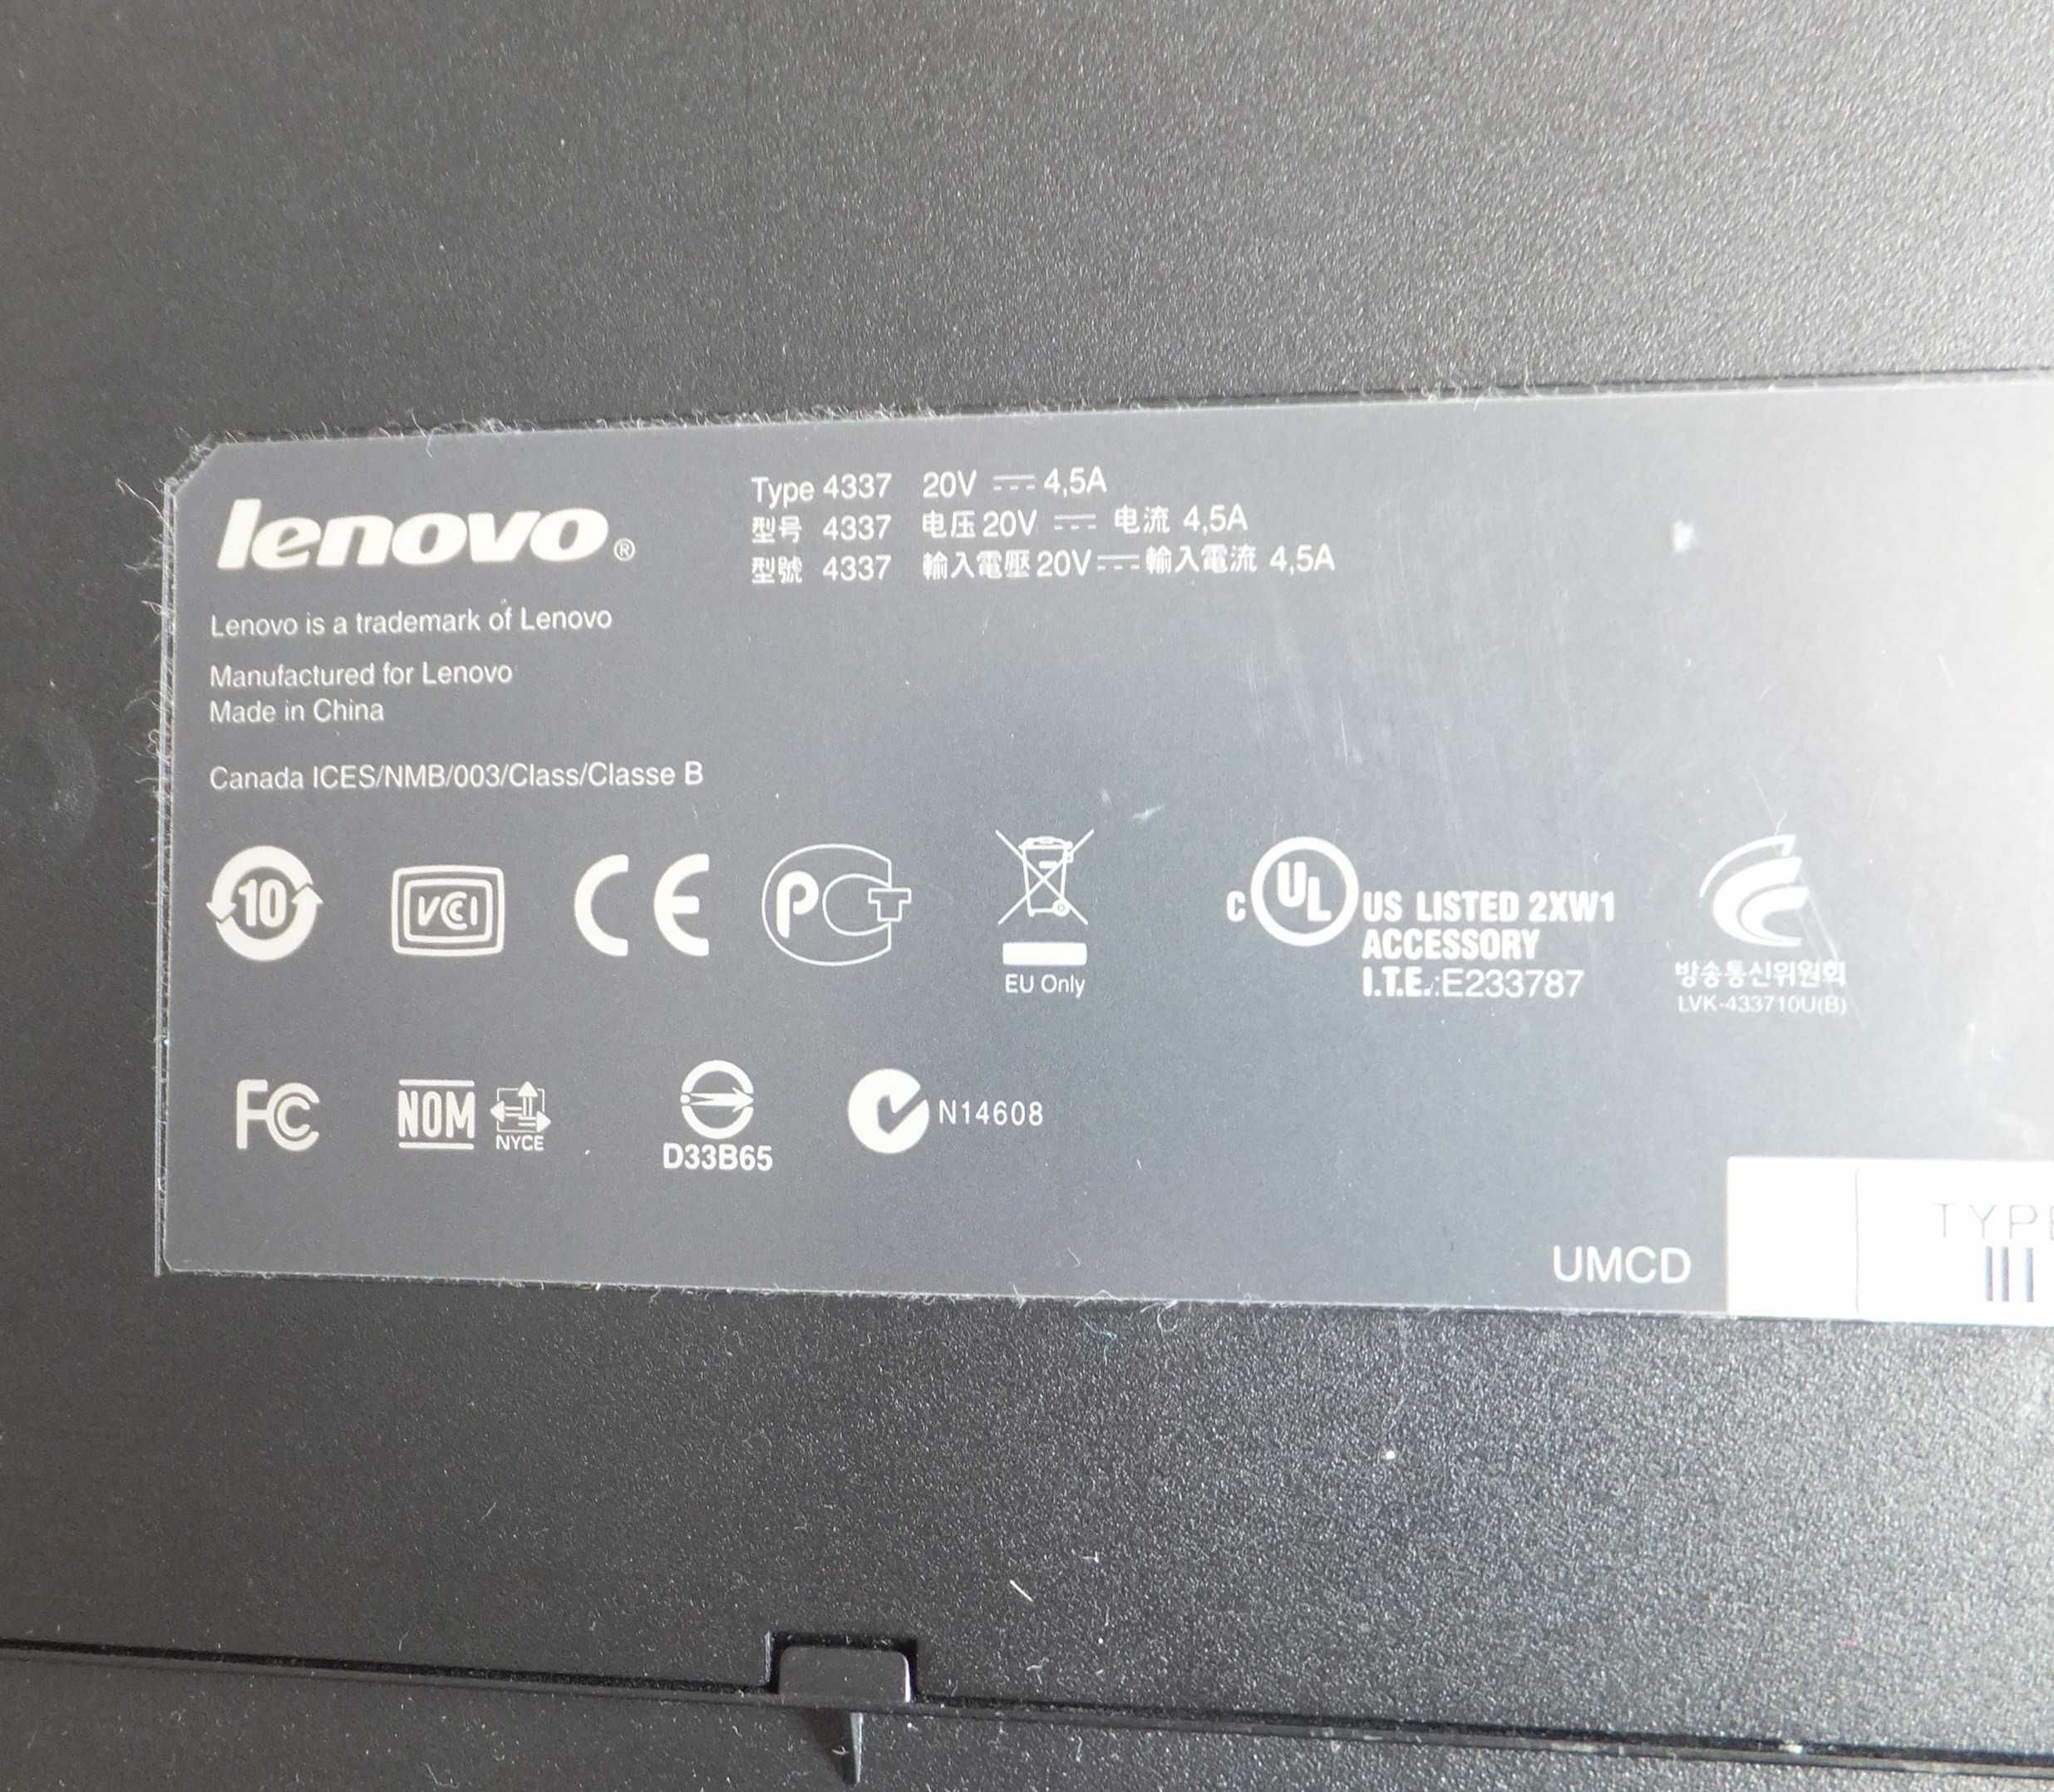 lenovo®
Type 4337 20V ⎓ 4,5A
型号 4337 电压 20V ⎓ 电流 4,5A
型號 4337 輸入電壓 20V ⎓ 輸入電流 4,5A
Lenovo is a trademark of Lenovo
Manufactured for Lenovo
Made in China
Canada ICES/NMB/003/Class/Classe B
10
VCCI
CE
PCT
EU Only
C UL US LISTED 2XW1
ACCESSORY
I.T.E.:E233787
방송통신위원회
LVK-433710U(B)
FC
NOM
NYCE
D33B65
N14608
UMCD
TYPE